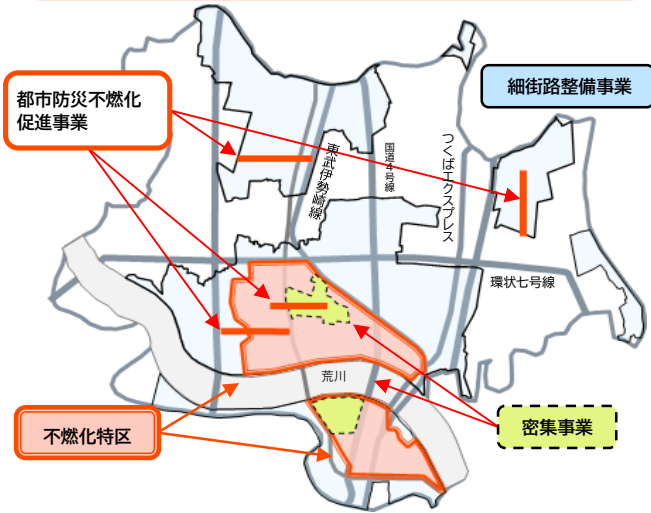 都市防災不燃化
促進事業
細街路整備事業
東武伊勢崎線
国道4号線
つくばエクスプレス
環状七号線
荒川
不燃化特区
密集事業